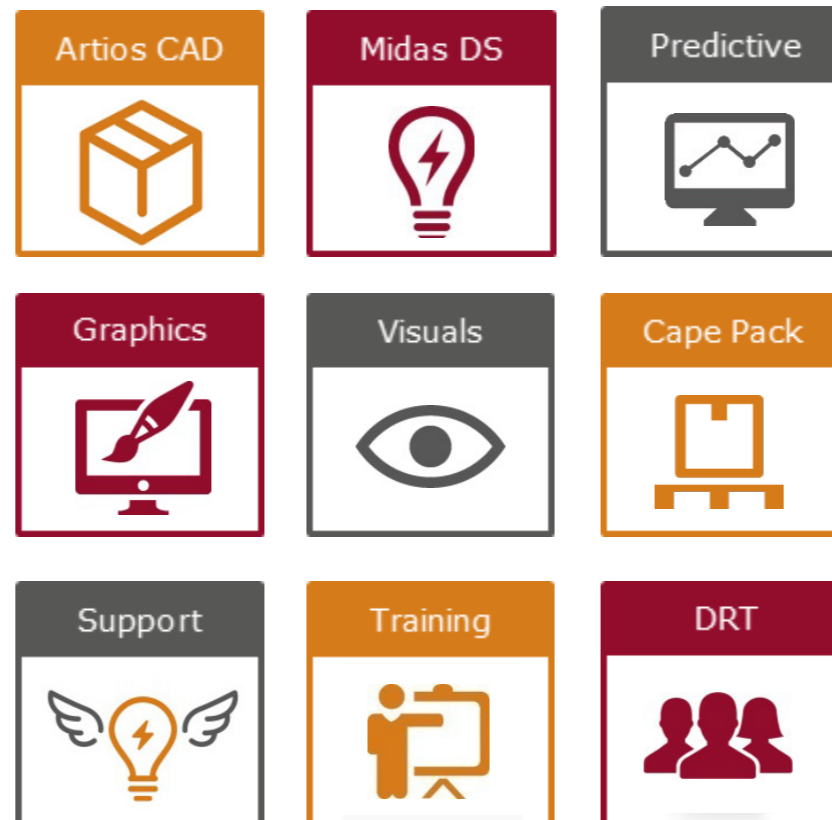 Artios CAD
Midas DS
Predictive
Graphics
Visuals
Cape Pack
Support
Training
DRT